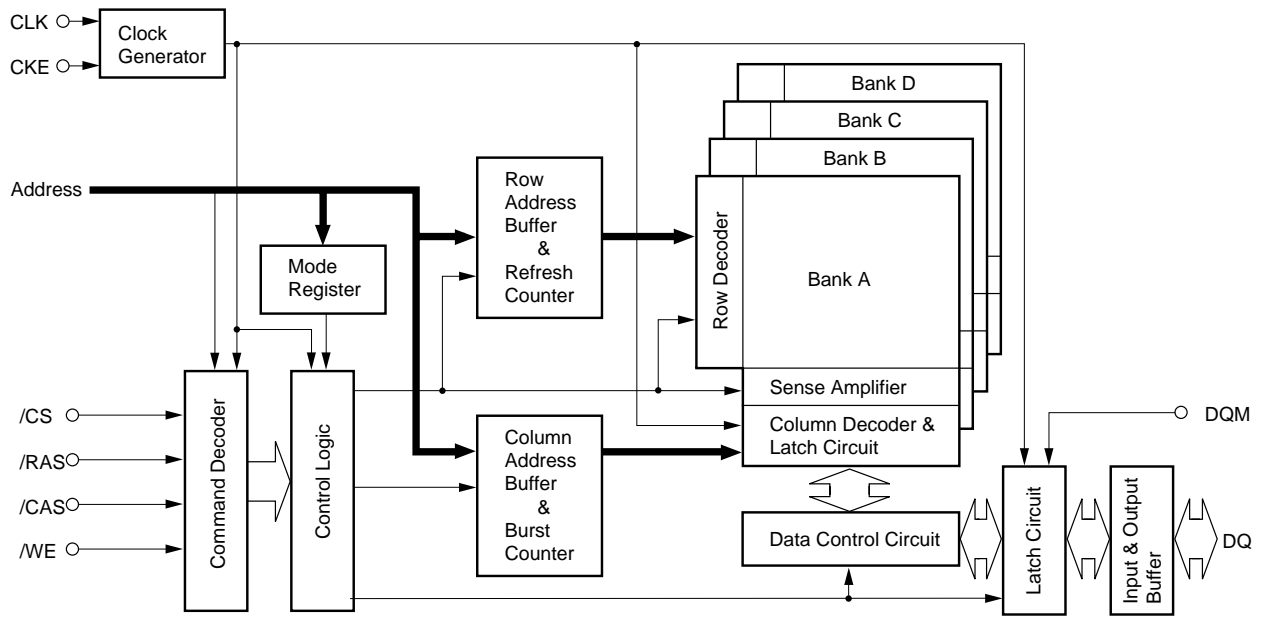 CLK
CKE
Clock
Generator
Bank D
Bank C
Bank B
Address
Row
Address
Buffer
&
Refresh
Counter
Mode
Register
Row Decoder
Bank A
Sense Amplifier
Column Decoder &
Latch Circuit
/CS
/RAS
/CAS
/WE
Command Decoder
Control Logic
Column
Address
Buffer
&
Burst
Counter
Data Control Circuit
DQM
Latch Circuit
Input & Output
Buffer
DQ